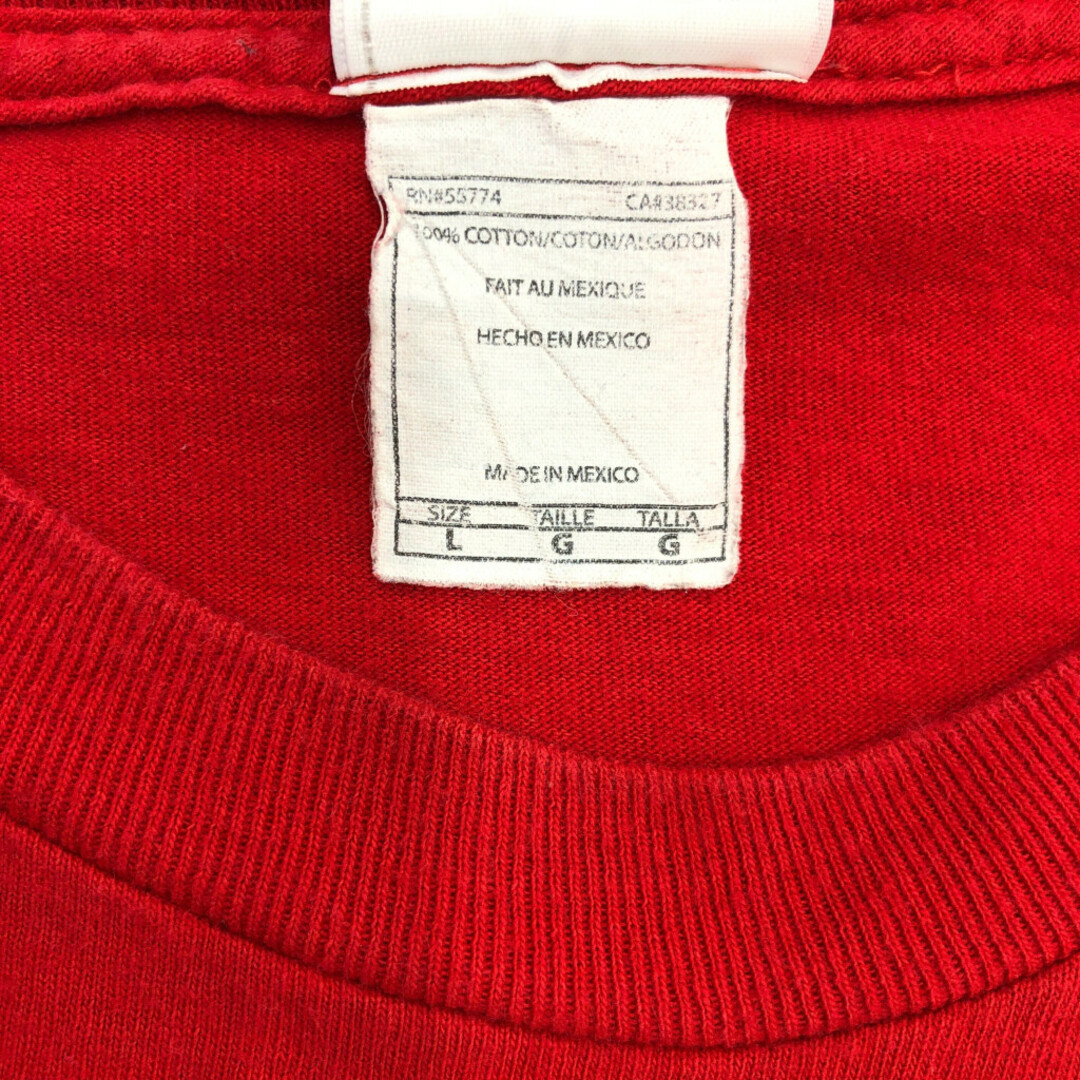 RN#55774 CA#38327
100% COTTON/COTON/ALGODON
FAIT AU MEXIQUE
HECHO EN MEXICO
MADE IN MEXICO
SIZE TAILLE TALLA
L G G